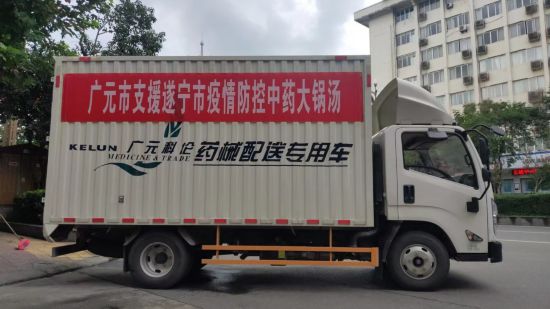 广元市支援遂宁市疫情防控中药大锅汤
KELUN 广元科伦 药械配送专用车
MEDICINE & TRADE